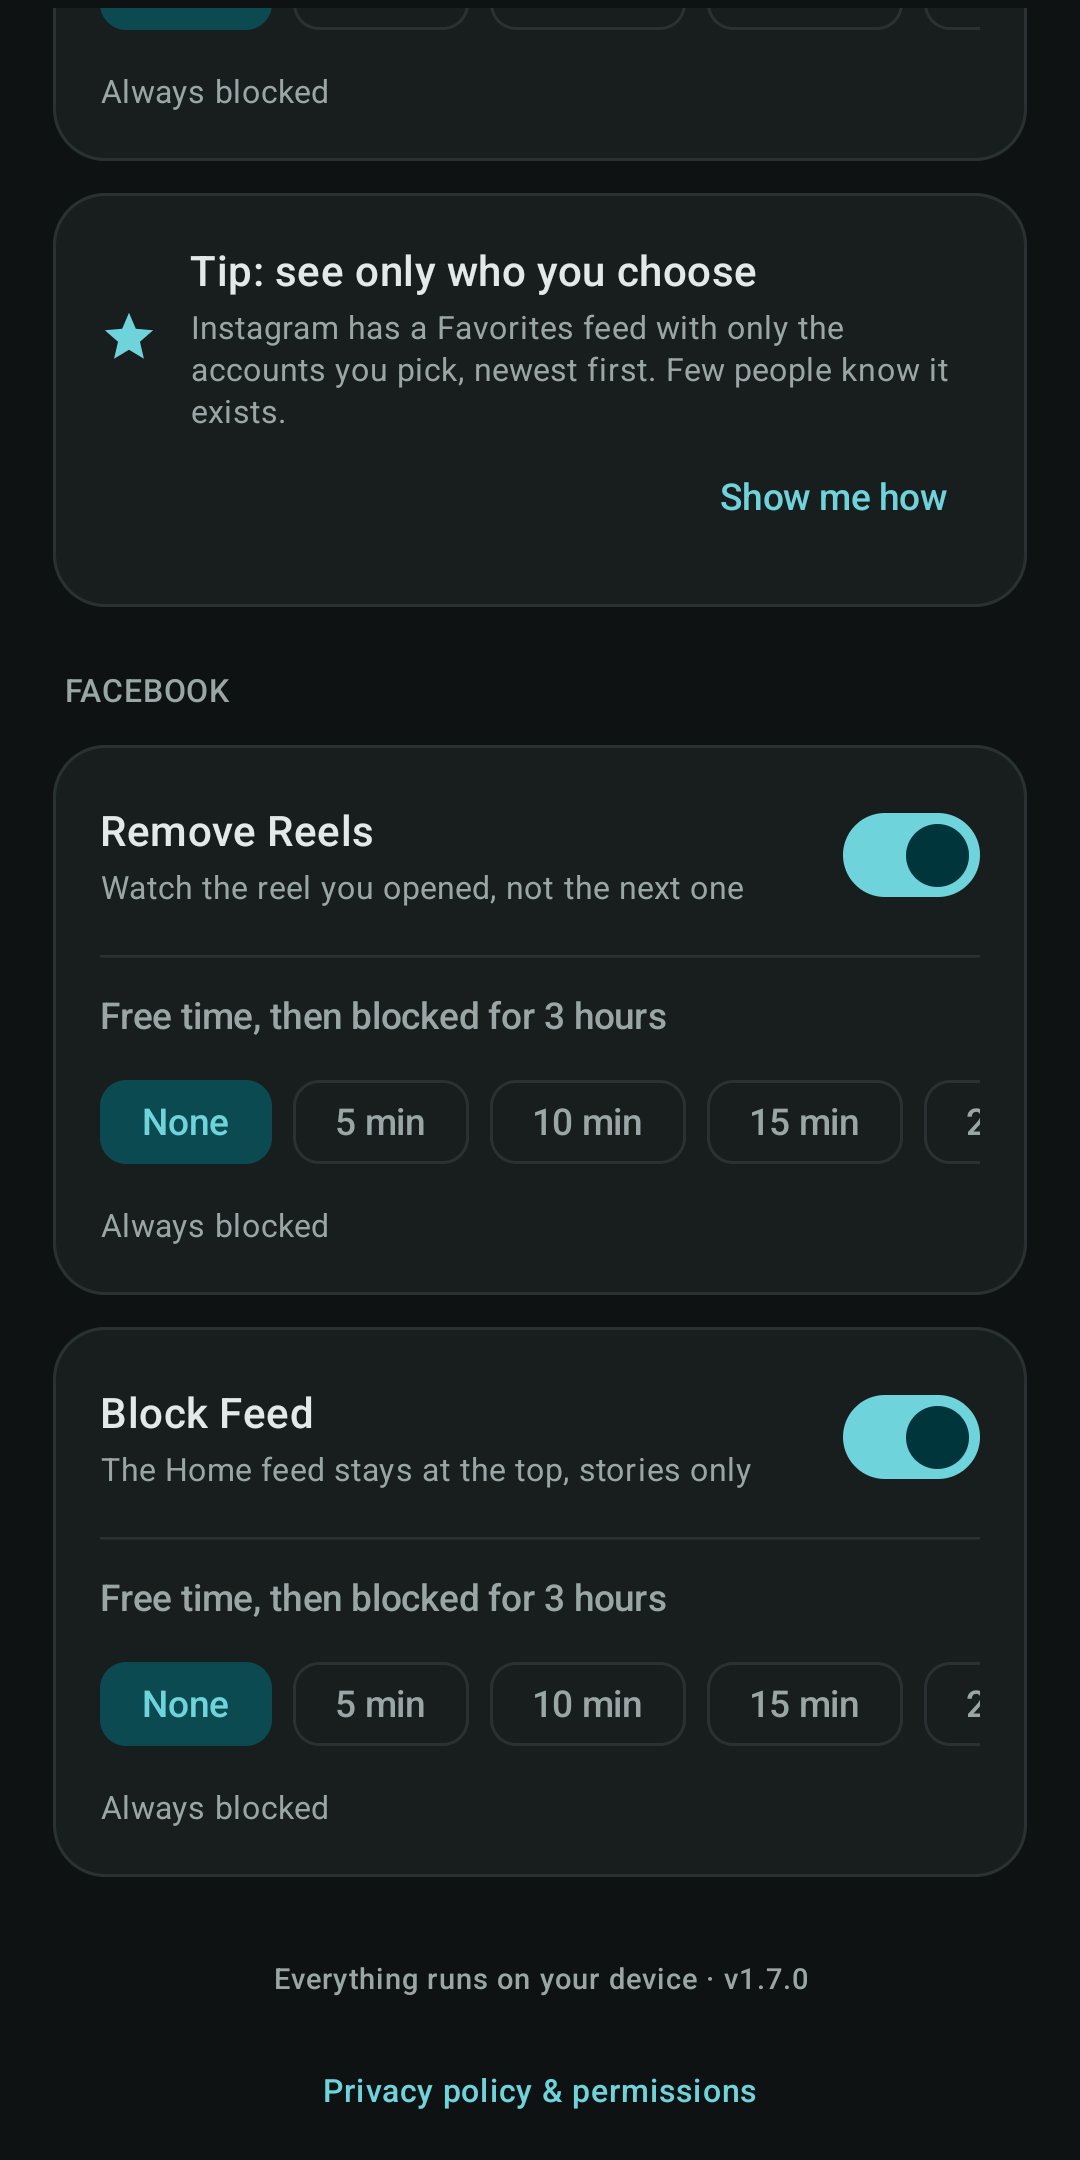 Always blocked
Tip: see only who you choose
Instagram has a Favorites feed with only the
accounts you pick, newest first. Few people know it
exists.
Show me how
FACEBOOK
Remove Reels
Watch the reel you opened, not the next one
Free time, then blocked for 3 hours
None 5 min 10 min 15 min
Always blocked
Block Feed
The Home feed stays at the top, stories only
Free time, then blocked for 3 hours
None 5 min 10 min 15 min
Always blocked
Everything runs on your device · v1.7.0
Privacy policy & permissions